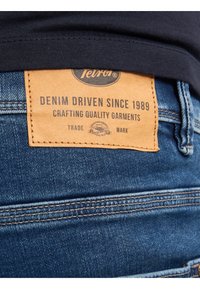 Petrol
DENIM DRIVEN SINCE 1989
CRAFTING QUALITY GARMENTS
TRADE MARK